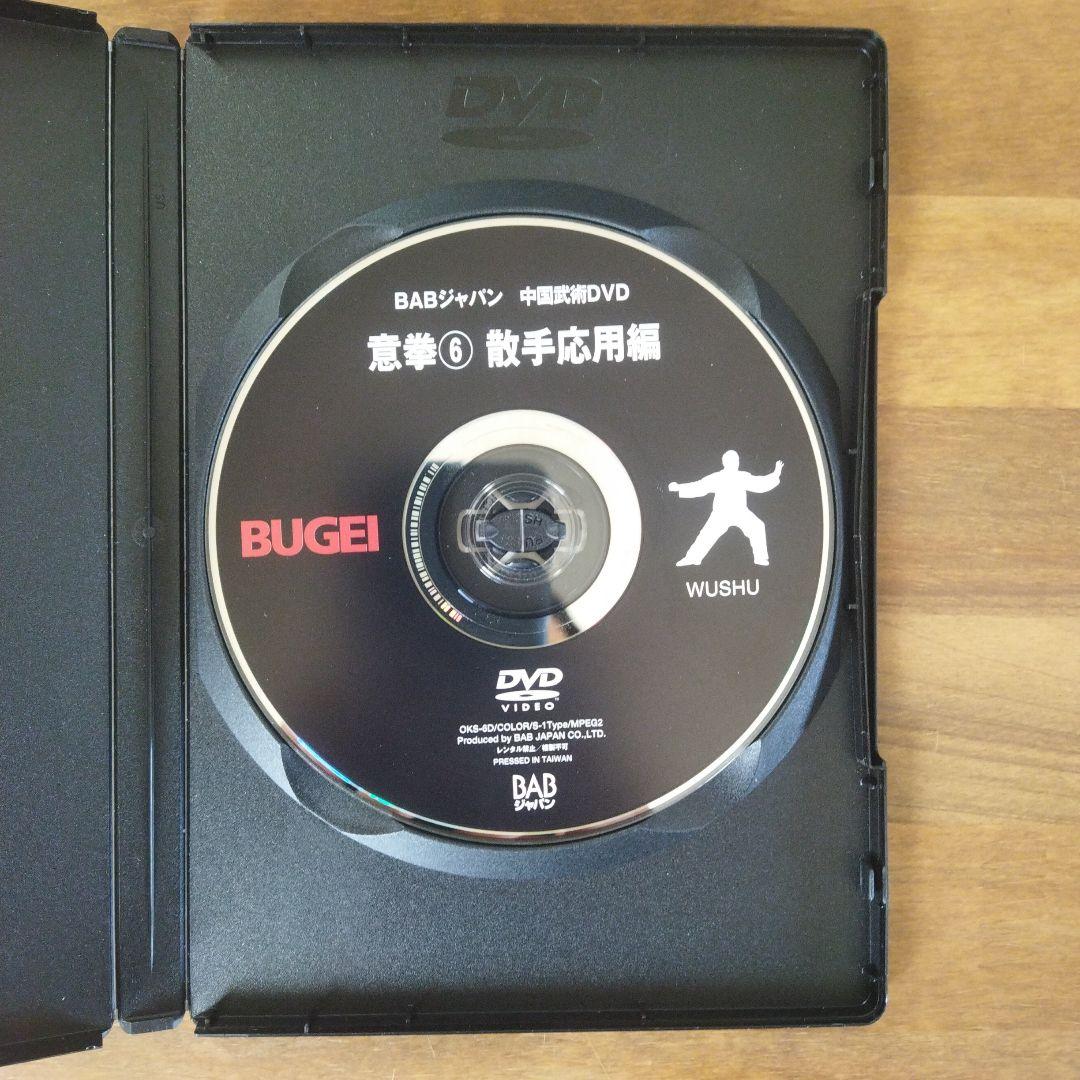 DVD
BABジャパン 中国武術DVD
意拳⑥ 散手応用編
BUGEI
WUSHU
DVD
VIDEO
OKS-6D/COLOR/S-1Type/MPEG2
Produced by BAB JAPAN CO.,LTD.
レンタル禁止／複製不可
PRESSED IN TAIWAN
BAB
ジャパン